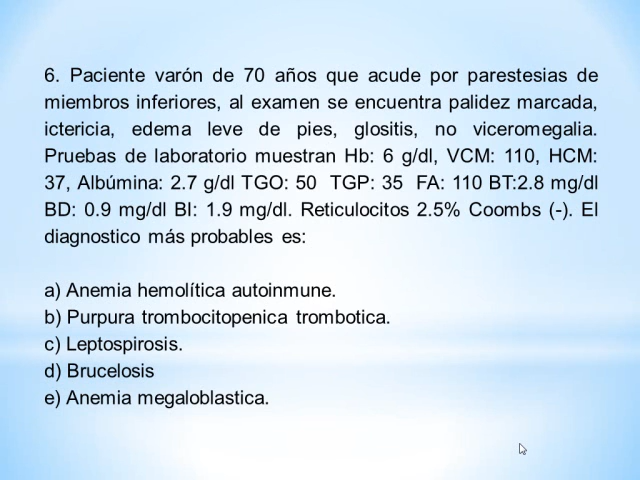 6. Paciente varón de 70 años que acude por parestesias de
miembros inferiores, al examen se encuentra palidez marcada,
ictericia, edema leve de pies, glositis, no viceromegalia.
Pruebas de laboratorio muestran Hb: 6 g/dl, VCM: 110, HCM:
37, Albúmina: 2.7 g/dl TGO: 50 TGP: 35 FA: 110 BT:2.8 mg/dl
BD: 0.9 mg/dl BI: 1.9 mg/dl. Reticulocitos 2.5% Coombs (-). El
diagnostico más probables es:
a) Anemia hemolítica autoinmune.
b) Purpura trombocitopenica trombotica.
c) Leptospirosis.
d) Brucelosis
e) Anemia megaloblastica.